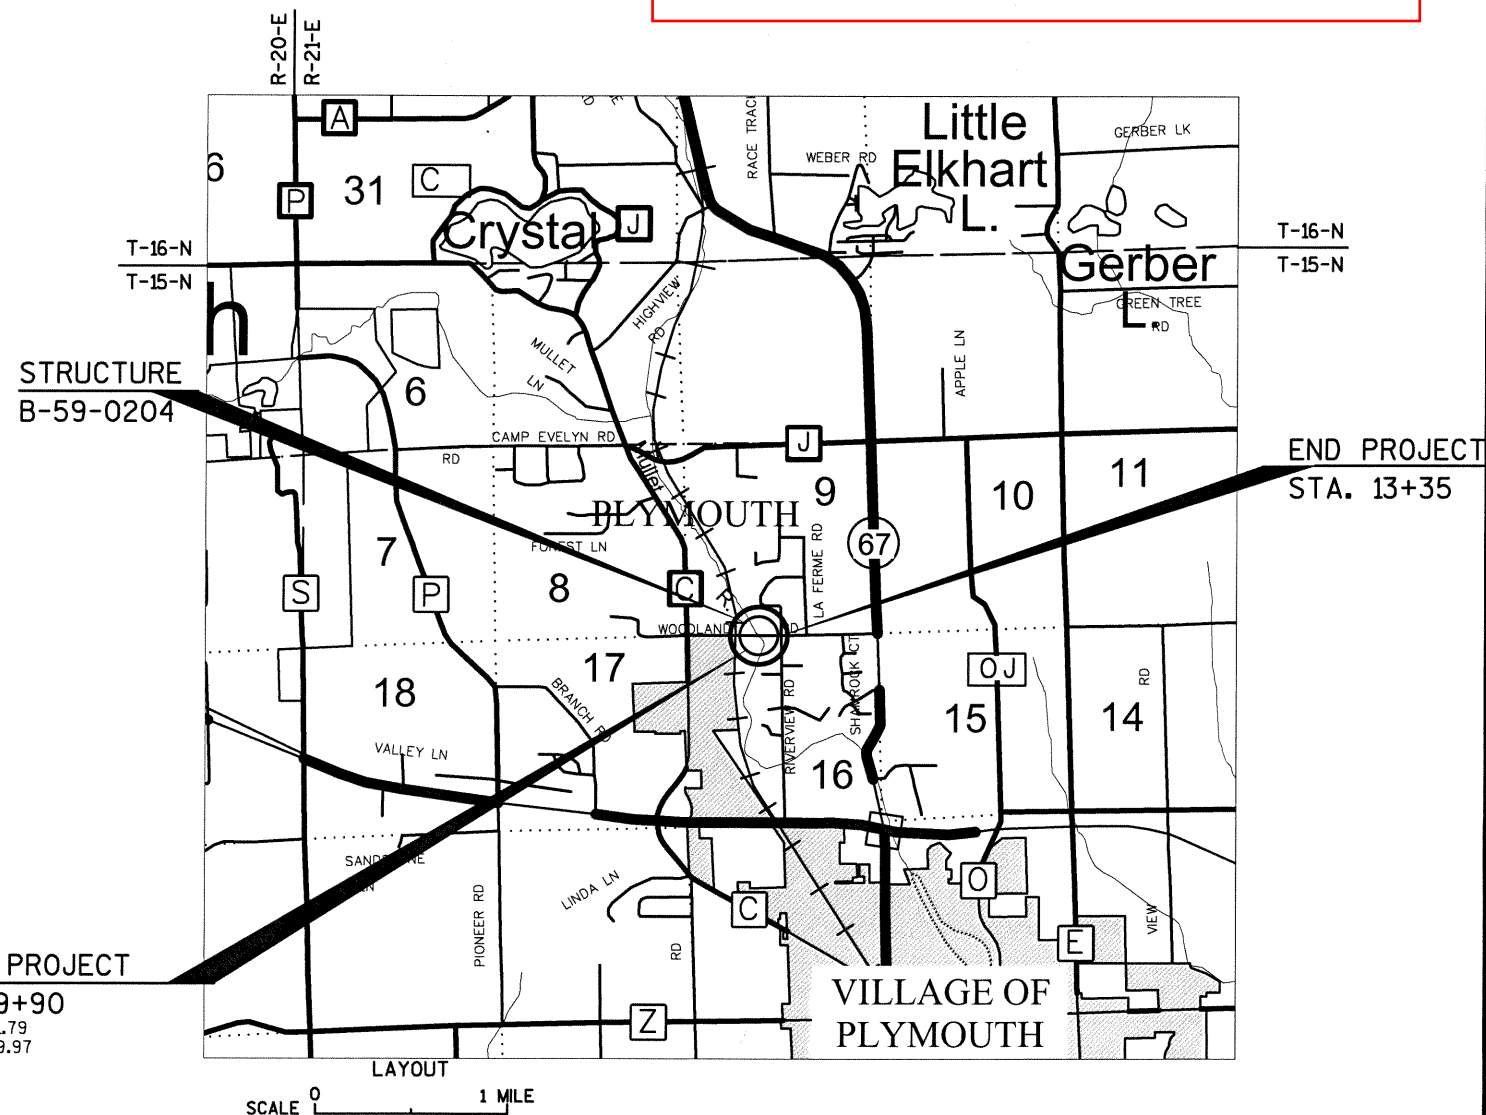 R-20-E
R-21-E
A
P
6
31
C
Crystal
J
RACE TRAC
WEBER RD
Little
Elkhart
L.
GERBER LK
T-16-N
T-15-N
T-16-N
T-15-N
Gerber
L.
GREEN TREE
RD
h
HIGHVIEW
RD
MULLET
LN
APPLE LN
STRUCTURE
B-59-0204
6
CAMP EVELYN RD
RD
J
Mullet
R.
END PROJECT
STA. 13+35
9
10
11
PLYMOUTH
67
7
FOREST LN
8
LA FERME RD
S
P
C
WOODLAND
RD
17
18
BRANCH RD
RIVERVIEW RD
SHAMROCK CT
OJ
15
RD
14
16
VALLEY LN
SANDSTONE
LN
PIONEER RD
LINDA LN
RD
C
O
E
VIEW
PROJECT
9+90
.79
9.97
VILLAGE OF
PLYMOUTH
Z
LAYOUT
SCALE
0
1 MILE